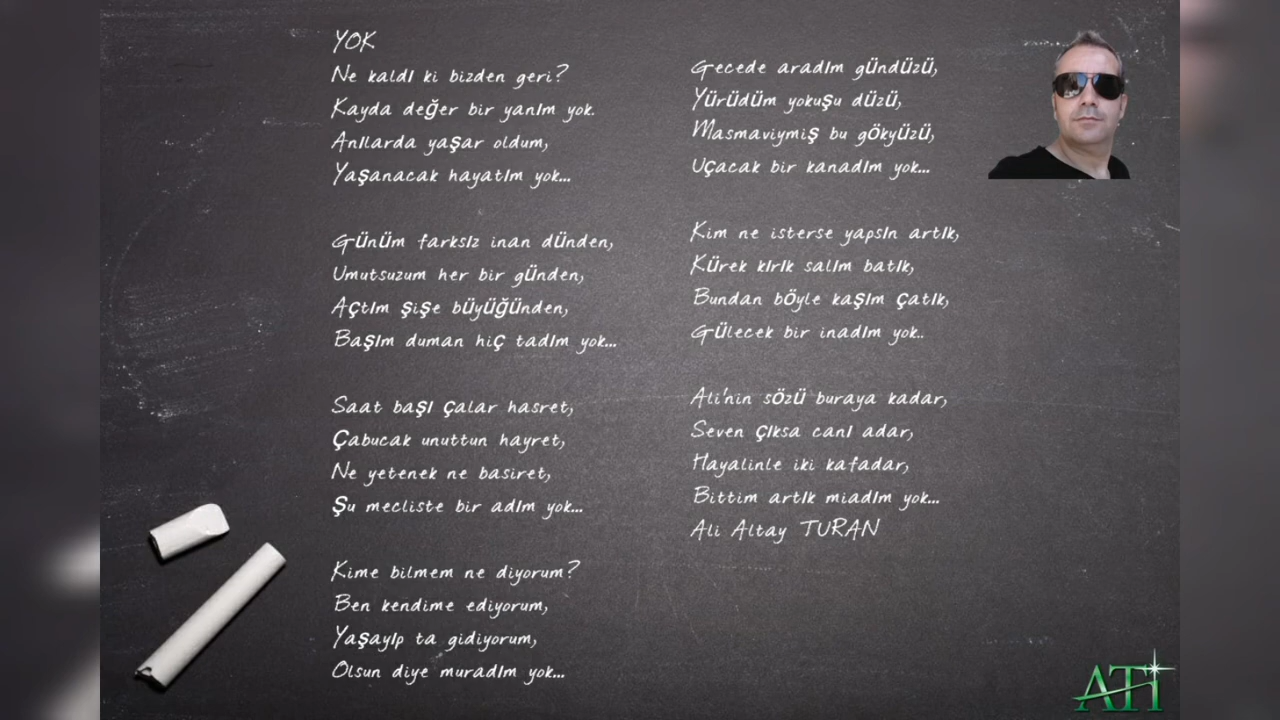 YOK
Ne kaldı ki bizden geri?
Kayda değer bir yanım yok.
Anılarda yaşar oldum,
Yaşanacak hayatım yok...
Günüm farksız inan dünden,
Umutsuzum her bir günden,
Açtım şişe büyüğünden,
Başım duman hiç tadım yok...
Saat başı çalar hasret,
Çabucak unuttun hayret,
Ne yetenek ne basiret,
Şu mecliste bir adım yok...
Kime bilmem ne diyorum?
Ben kendime ediyorum,
Yaşayıp ta gidiyorum,
Olsun diye muradım yok...
Gecede aradım gündüzü,
Yürüdüm yokuşu düzü,
Masmaviymiş bu gökyüzü,
Uçacak bir kanadım yok...
Kim ne isterse yapsın artık,
Kürek kırık salım batık,
Bundan böyle kaşım çatık,
Gülecek bir inadım yok..
Ali'nin sözü buraya kadar,
Seven çıksa canı adar,
Hayalinle iki kafadar,
Bittim artık miadım yok...
Ali Altay TURAN
ATİ